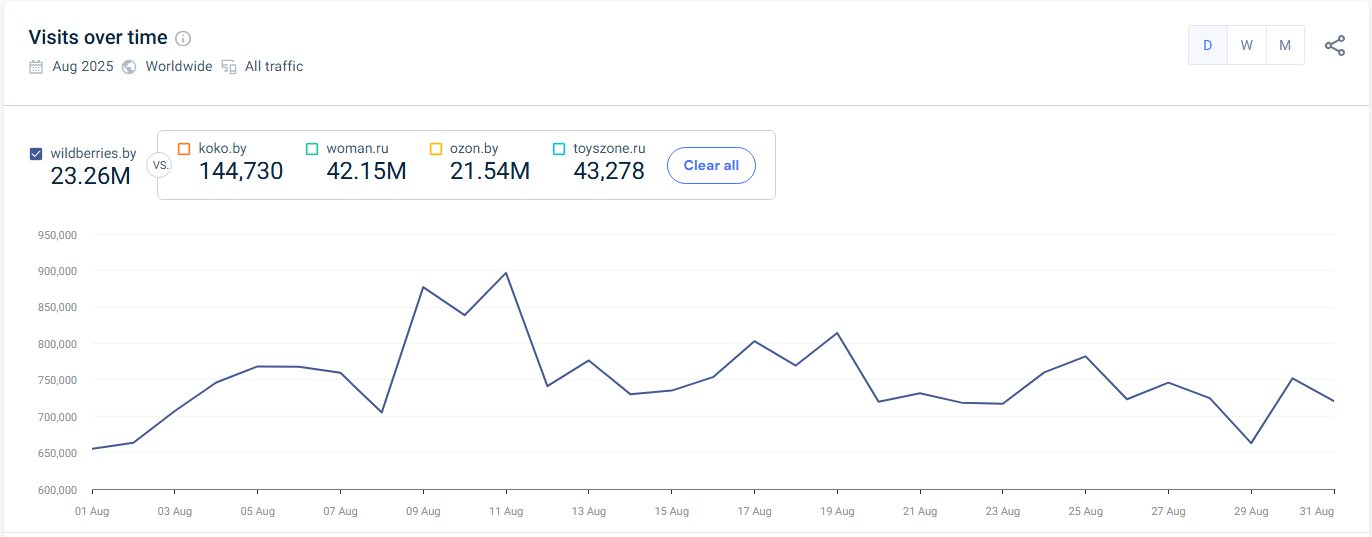 Visits over time
Aug 2025 Worldwide All traffic
D W M
wildberries.by
23.26M
VS.
koko.by
144,730
woman.ru
42.15M
ozon.by
21.54M
toyszone.ru
43,278
Clear all
950,000
900,000
850,000
800,000
750,000
700,000
650,000
600,000
01 Aug 03 Aug 05 Aug 07 Aug 09 Aug 11 Aug 13 Aug 15 Aug 17 Aug 19 Aug 21 Aug 23 Aug 25 Aug 27 Aug 29 Aug 31 Aug